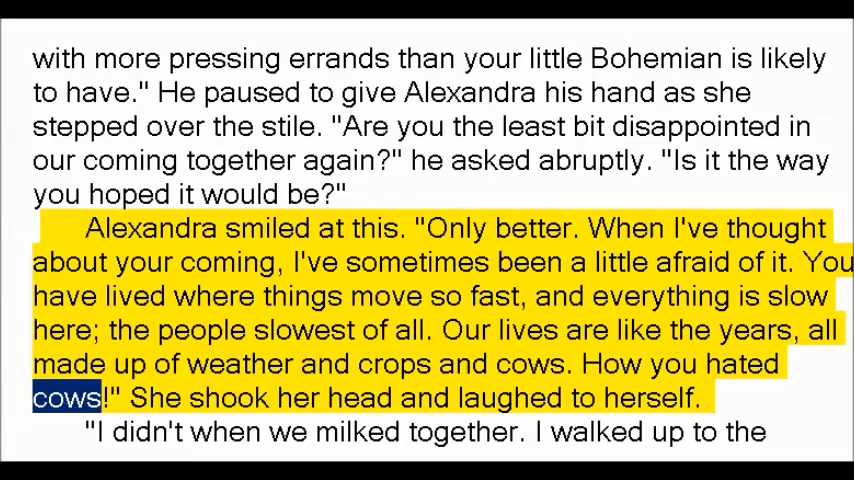 with more pressing errands than your little Bohemian is likely
to have." He paused to give Alexandra his hand as she
stepped over the stile. "Are you the least bit disappointed in
our coming together again?" he asked abruptly. "Is it the way
you hoped it would be?"
Alexandra smiled at this. "Only better. When I've thought
about your coming, I've sometimes been a little afraid of it. You
have lived where things move so fast, and everything is slow
here; the people slowest of all. Our lives are like the years, all
made up of weather and crops and cows. How you hated
cows!" She shook her head and laughed to herself.
"I didn't when we milked together. I walked up to the